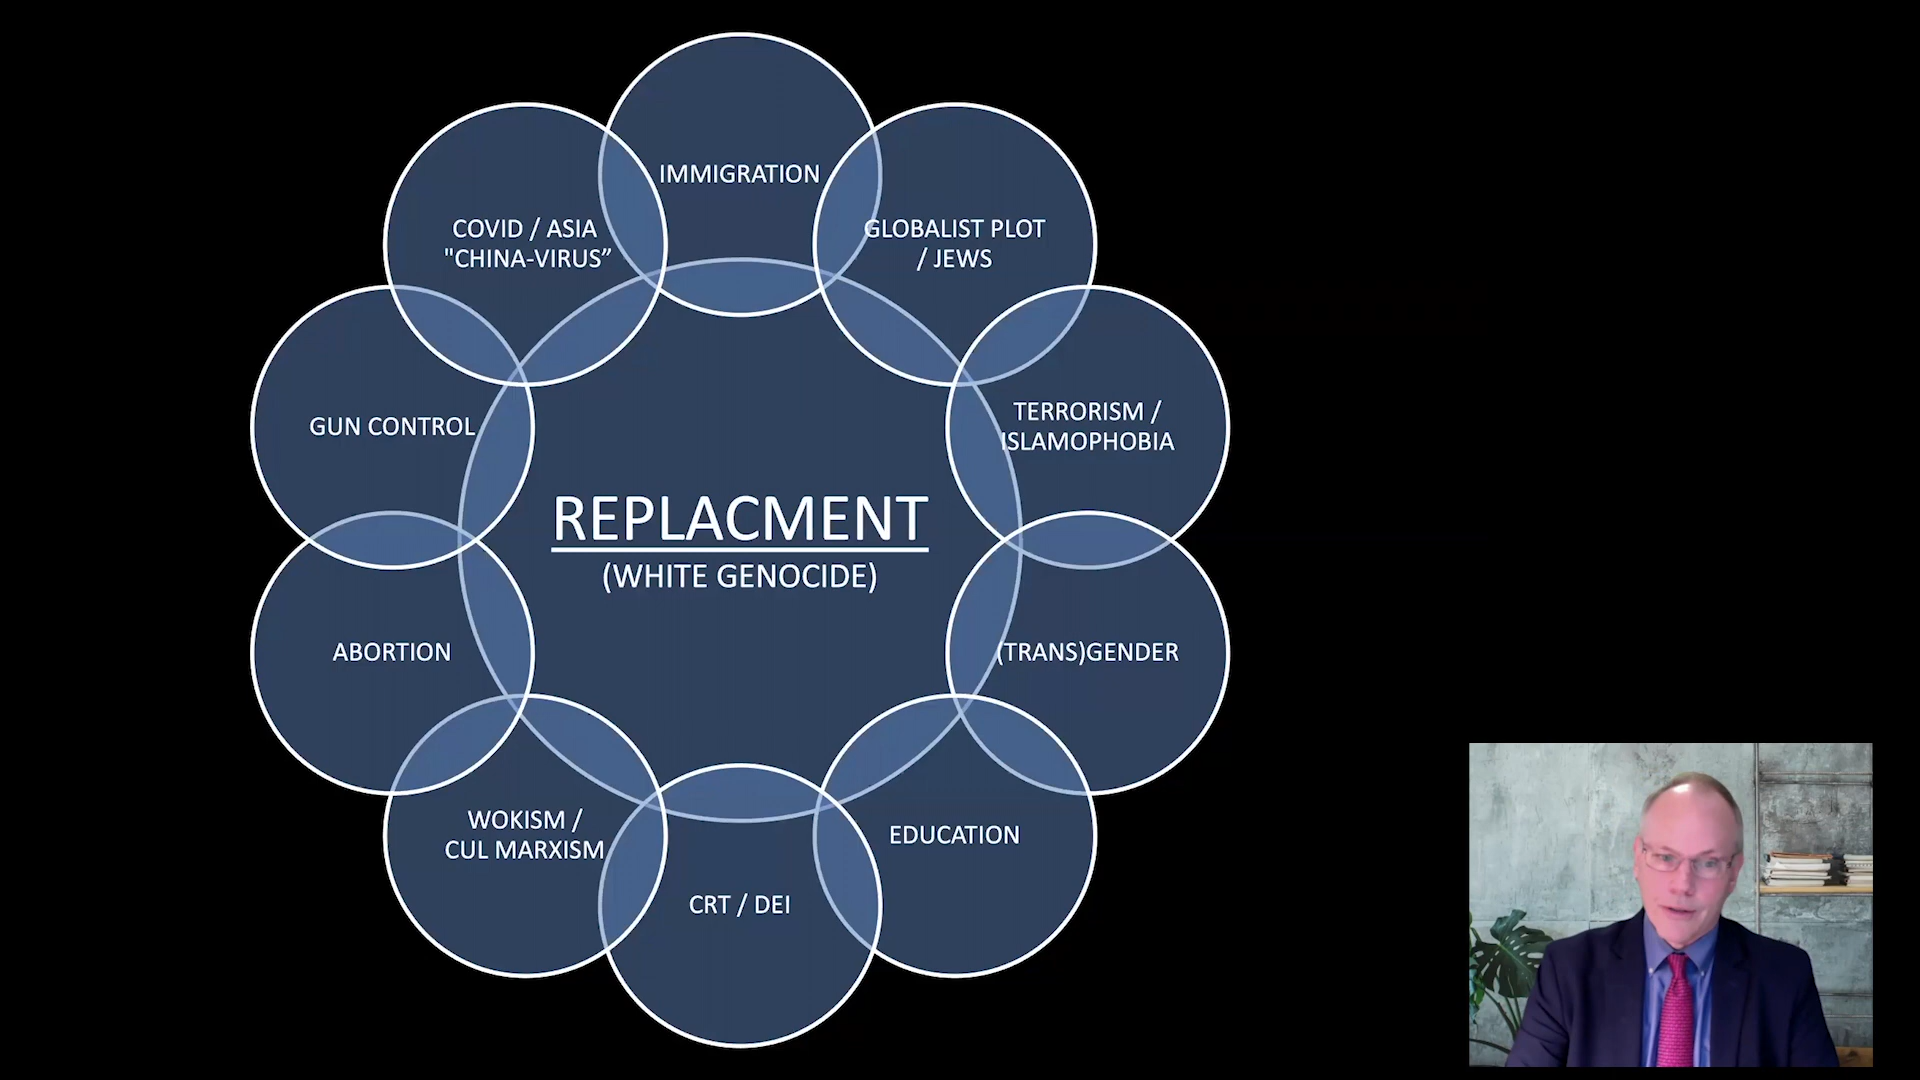 IMMIGRATION
GLOBALIST PLOT
/ JEWS
TERRORISM /
ISLAMOPHOBIA
(TRANS)GENDER
EDUCATION
CRT / DEI
WOKISM /
CUL MARXISM
ABORTION
GUN CONTROL
COVID / ASIA
"CHINA-VIRUS”
REPLACMENT
(WHITE GENOCIDE)